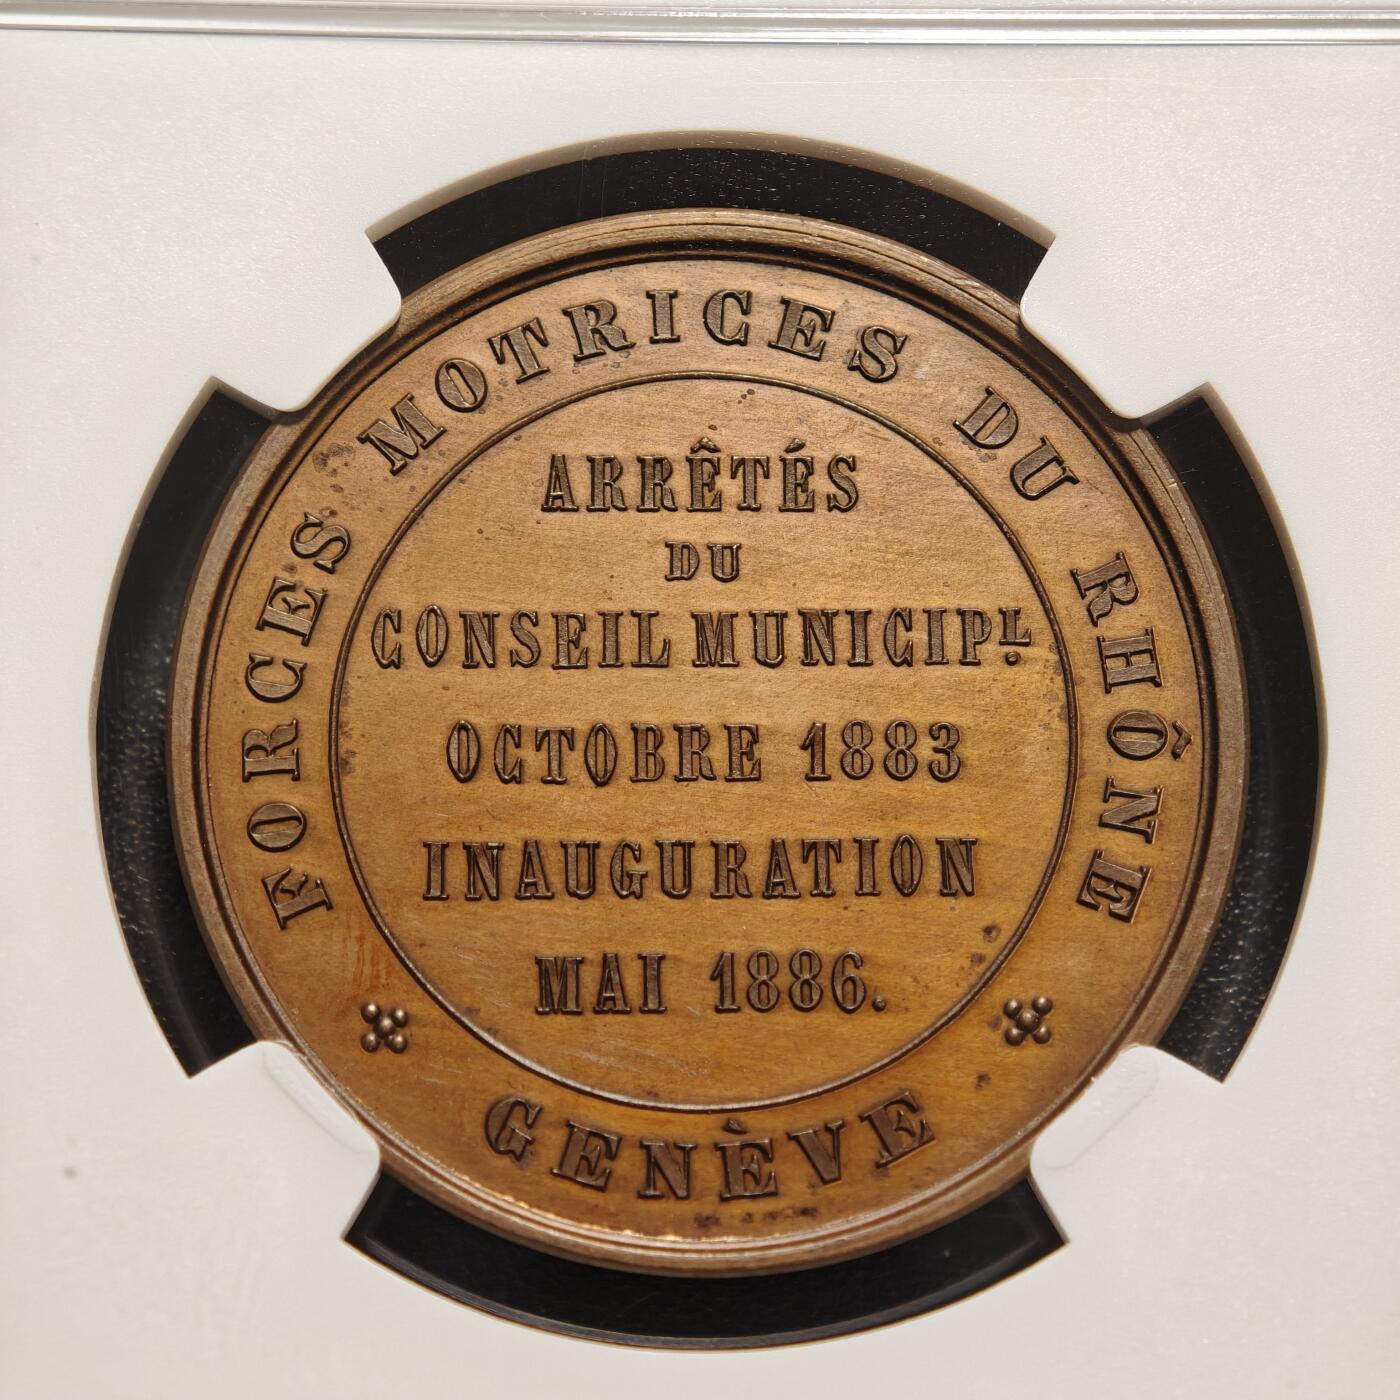 FORCES MOTRICES DU RHÔNE
ARRÊTÉS
DU
CONSEIL MUNICIPL.
OCTOBRE 1883
INAUGURATION
MAI 1886.
GENÈVE